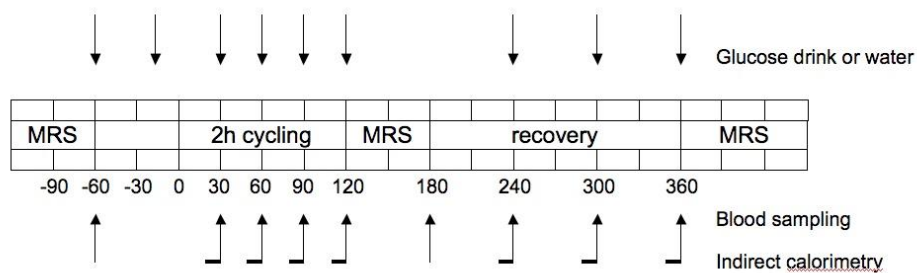 Glucose drink or water
MRS 2h cycling MRS recovery MRS
-90 -60 -30 0 30 60 90 120 180 240 300 360
Blood sampling
Indirect calorimetry